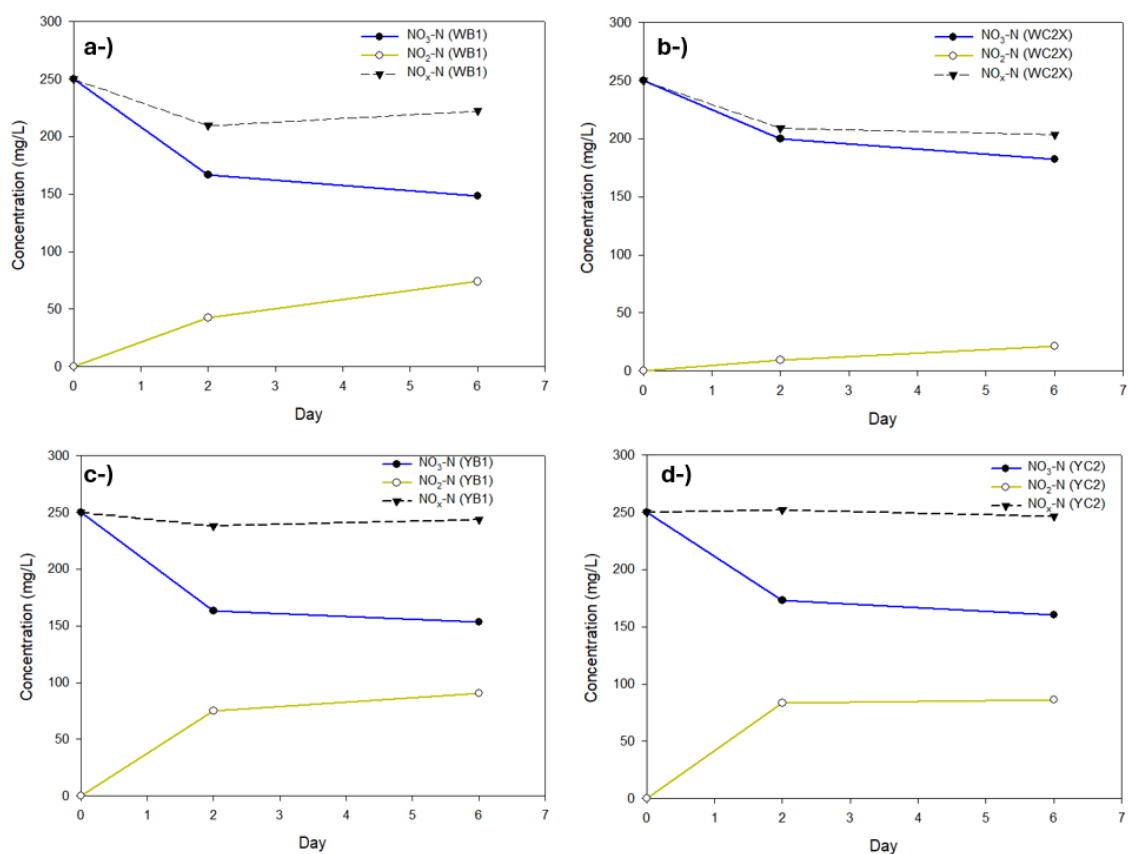 a-)
NO₃-N (WB1)
NO₂-N (WB1)
NOₓ-N (WB1)
Concentration (mg/L)
300
250
200
150
100
50
0
0 1 2 3 4 5 6 7
Day
b-)
NO₃-N (WC2X)
NO₂-N (WC2X)
NOₓ-N (WC2X)
Concentration (mg/L)
300
250
200
150
100
50
0
0 1 2 3 4 5 6 7
Day
c-)
NO₃-N (YB1)
NO₂-N (YB1)
NOₓ-N (YB1)
Concentration (mg/L)
300
250
200
150
100
50
0
0 1 2 3 4 5 6 7
Day
d-)
NO₃-N (YC2)
NO₂-N (YC2)
NOₓ-N (YC2)
Concentration (mg/L)
300
250
200
150
100
50
0
0 1 2 3 4 5 6 7
Day